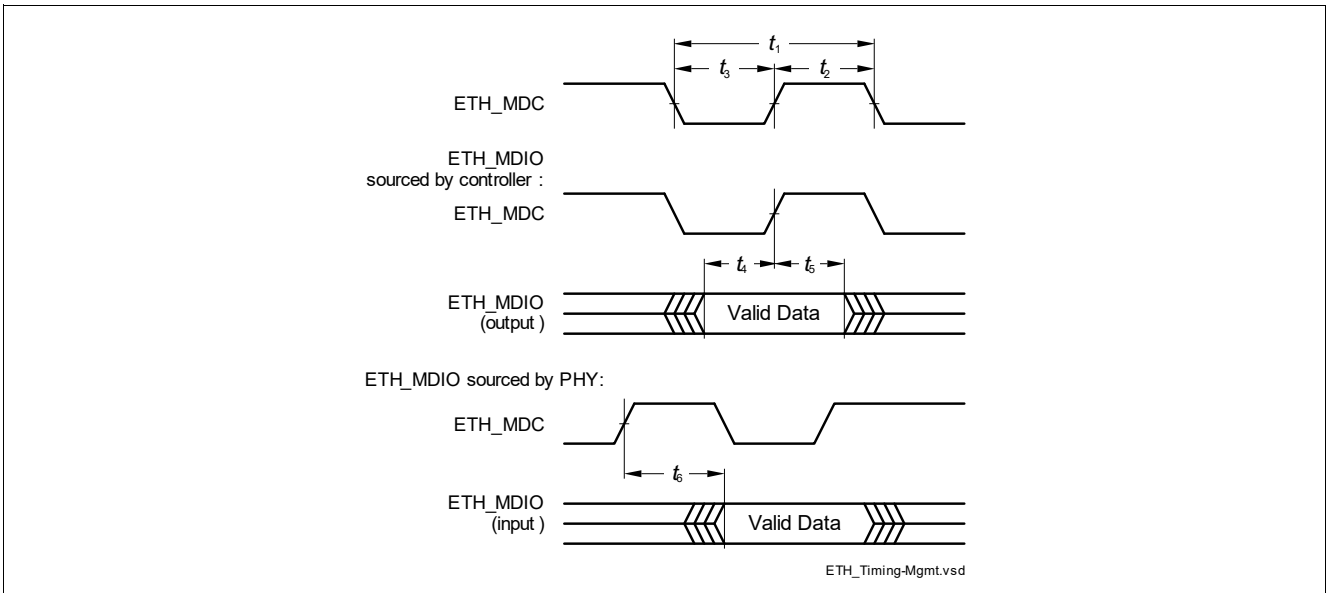 t₁
t₃ t₂
ETH_MDC
ETH_MDIO
sourced by controller :
ETH_MDC
t₄ t₅
ETH_MDIO
(output )
Valid Data
ETH_MDIO sourced by PHY:
ETH_MDC
t₆
ETH_MDIO
(input )
Valid Data
ETH_Timing-Mgmt.vsd